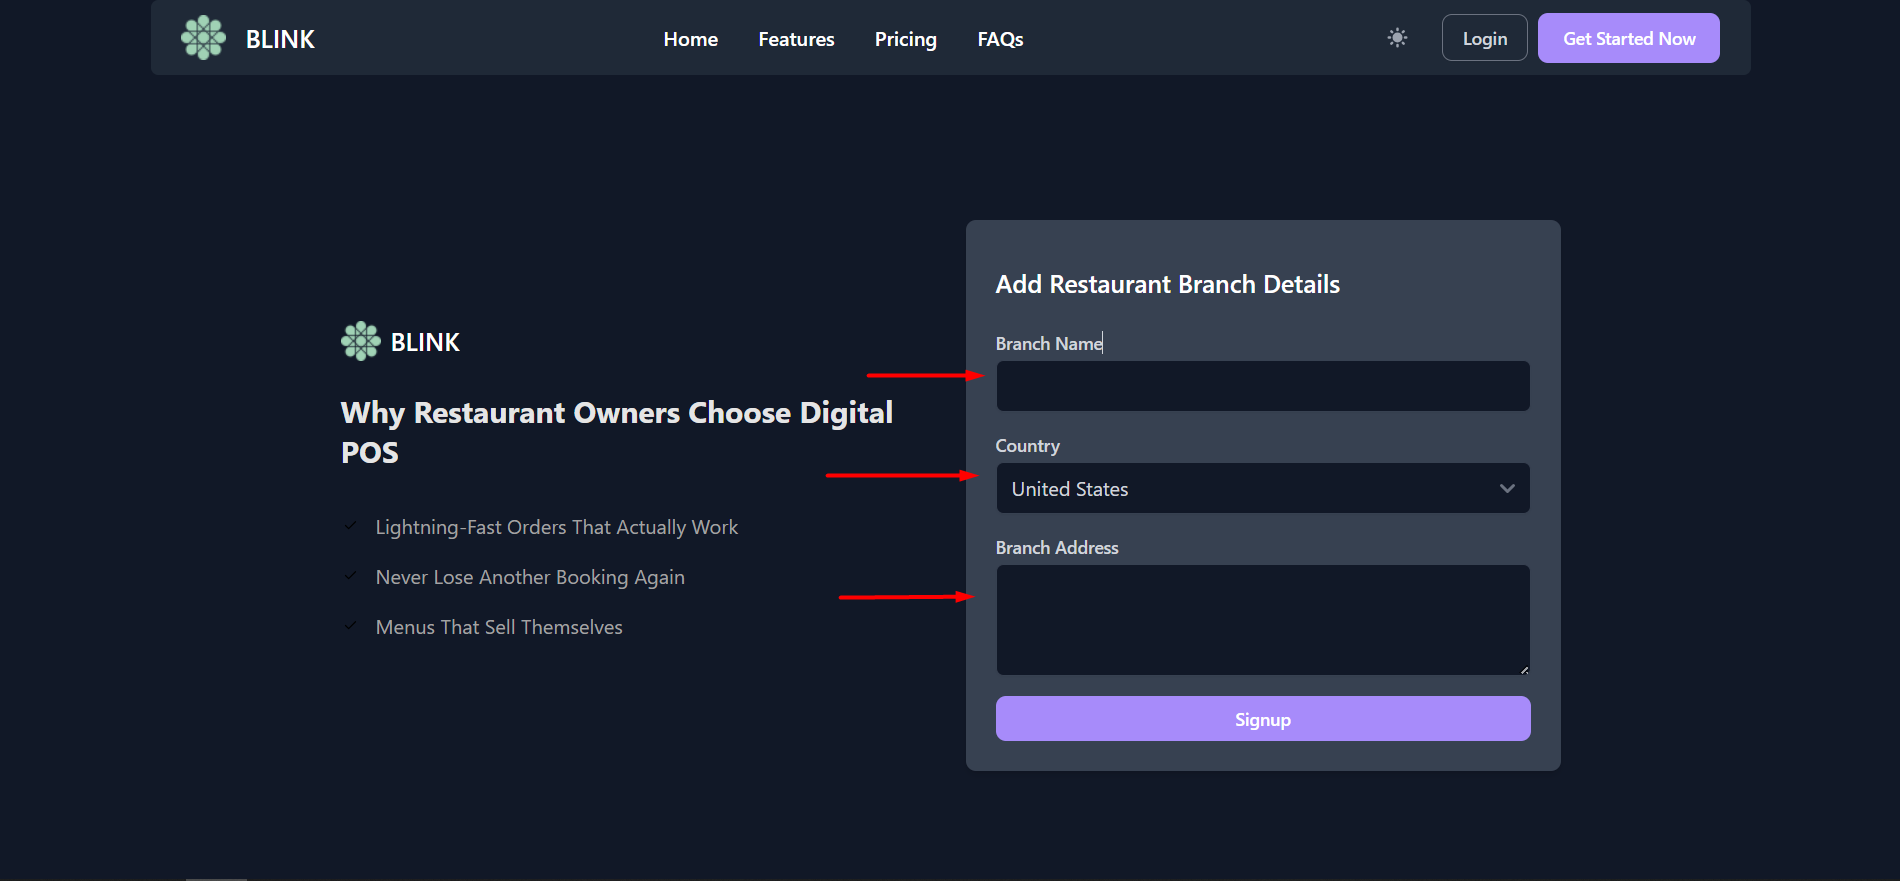 BLINK
Home
Features
Pricing
FAQs
Login
Get Started Now
BLINK
Why Restaurant Owners Choose Digital
POS
Lightning-Fast Orders That Actually Work
Never Lose Another Booking Again
Menus That Sell Themselves
Add Restaurant Branch Details
Branch Name
Country
United States
Branch Address
Signup